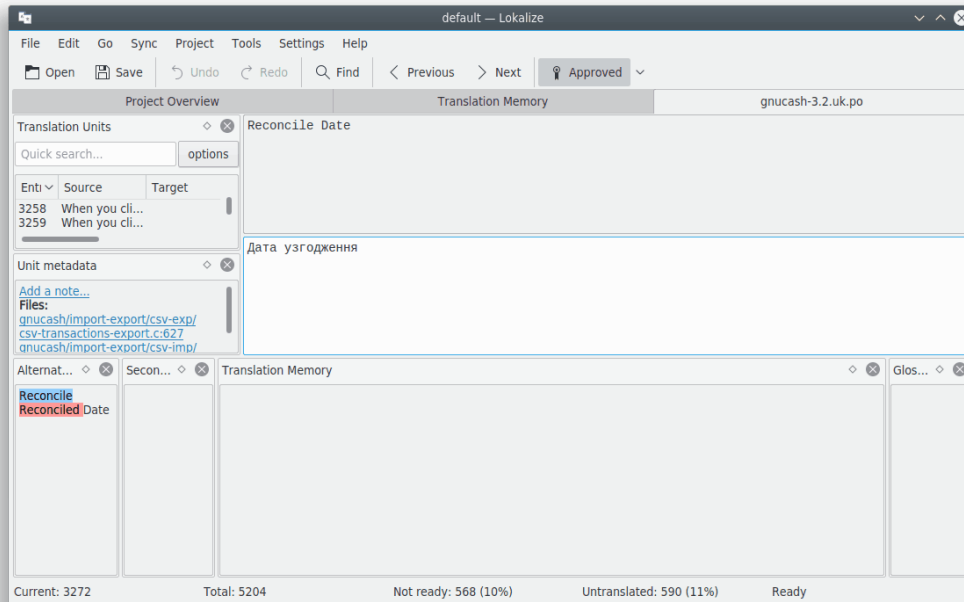 default — Lokalize
File Edit Go Sync Project Tools Settings Help
Open Save Undo Redo Find Previous Next Approved
Project Overview Translation Memory gnucash-3.2.uk.po
Translation Units
Quick search... options
Entı Source Target
3258 When you cli...
3259 When you cli...
Unit metadata
Add a note...
Files:
gnucash/import-export/csv-exp/
csv-transactions-export.c:627
gnucash/import-export/csv-imp/
Reconcile Date
Дата узгодження
Alternat... Secon... Translation Memory Glos...
Reconcile
Reconciled Date
Current: 3272 Total: 5204 Not ready: 568 (10%) Untranslated: 590 (11%) Ready